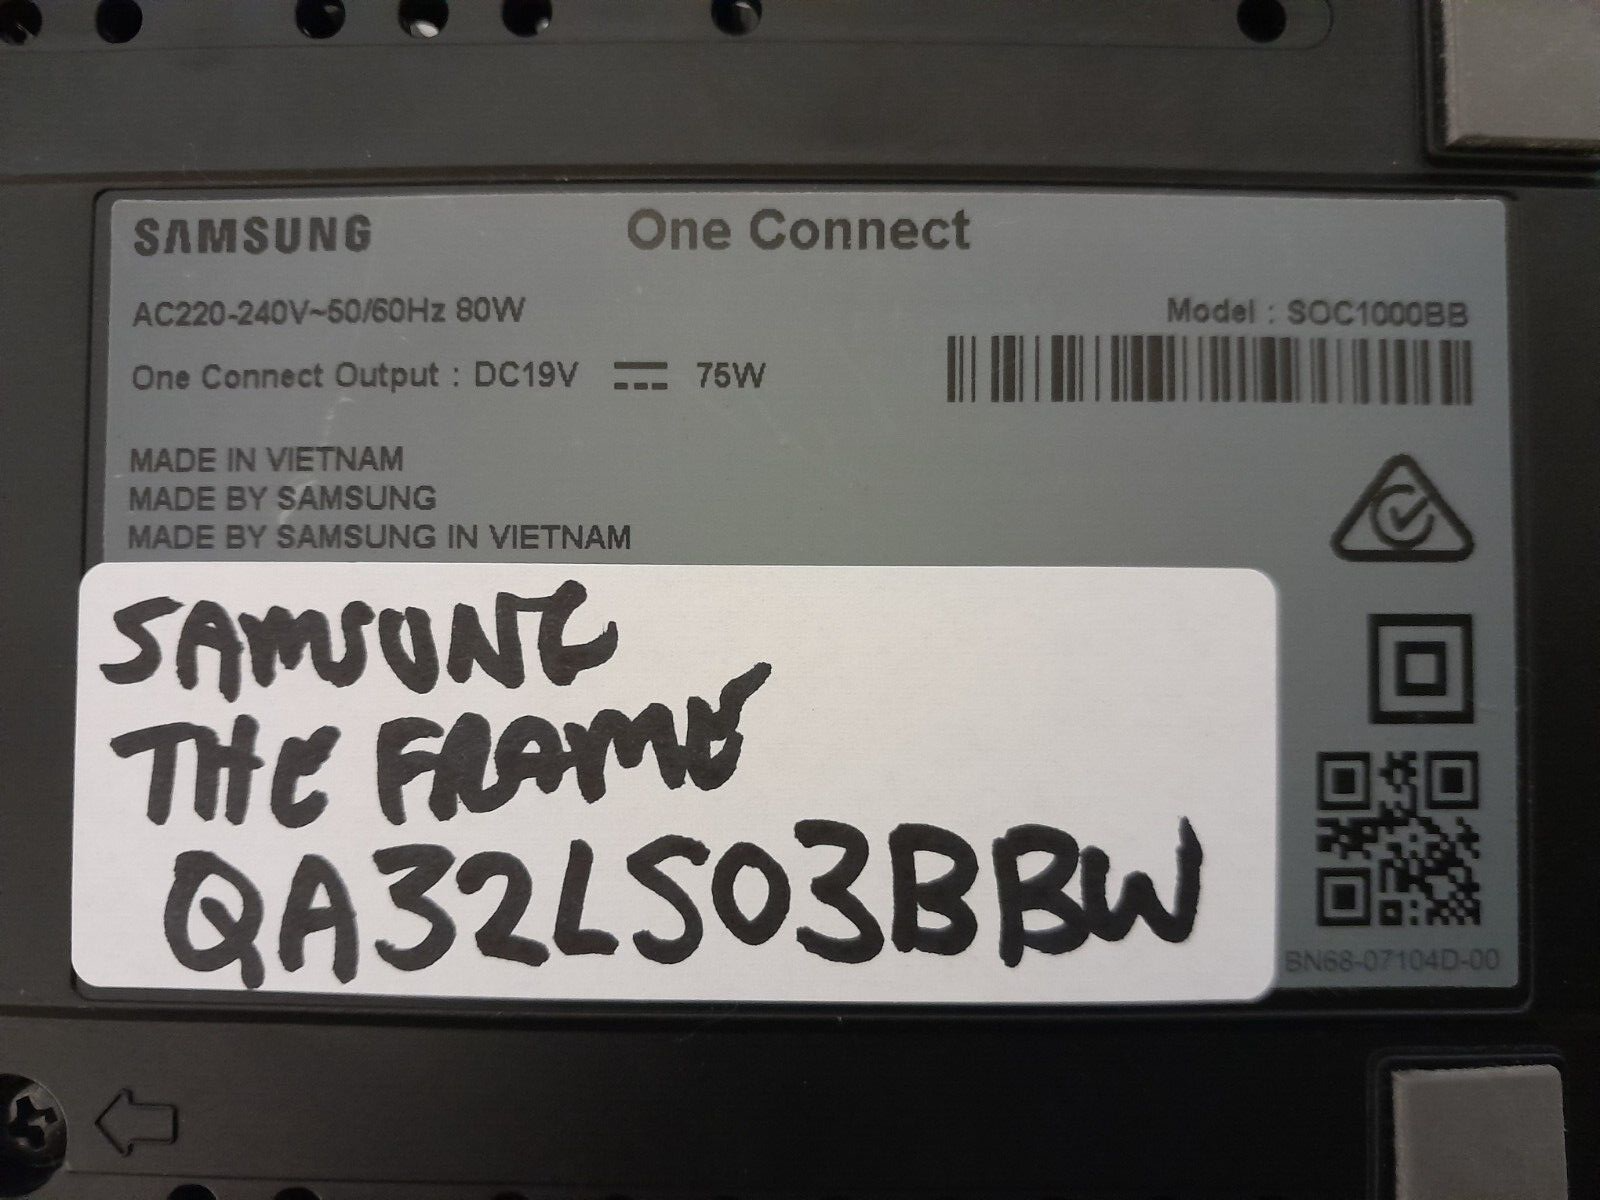 SAMSUNG One Connect
AC220-240V~50/60Hz 80W
Model : SOC1000BB
One Connect Output : DC19V ⎓ 75W
MADE IN VIETNAM
MADE BY SAMSUNG
MADE BY SAMSUNG IN VIETNAM
SAMSUNG
THE FRAME
QA32LS03BBW
BN68-07104D-00